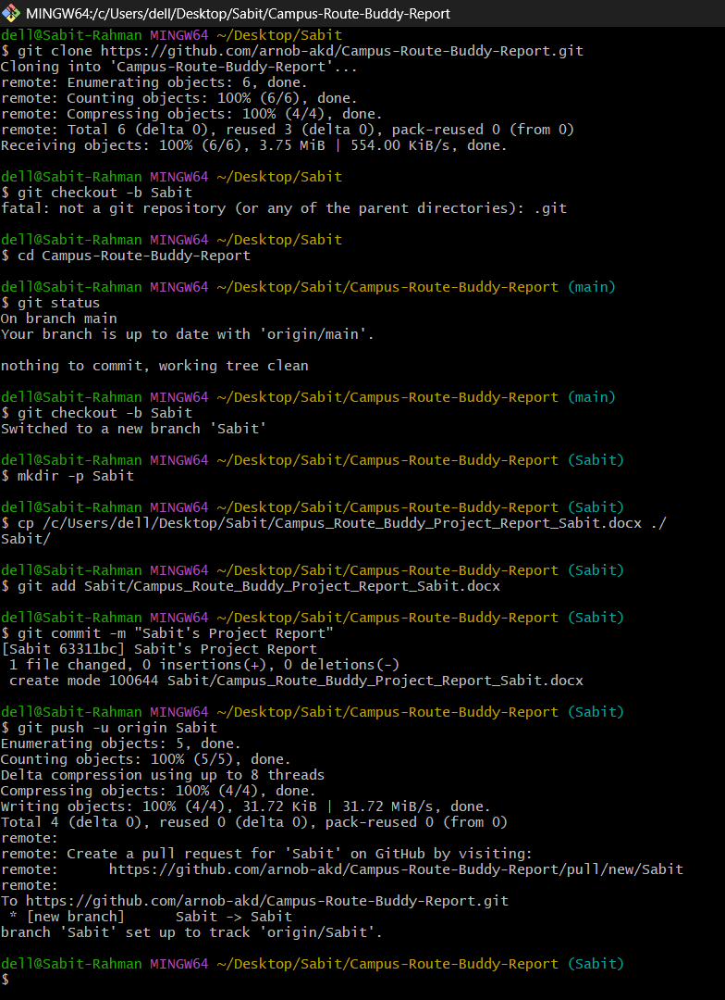 MINGW64:/c/Users/dell/Desktop/Sabit/Campus-Route-Buddy-Report
dell@Sabit-Rahman MINGW64 ~/Desktop/Sabit
$ git clone https://github.com/arnob-akd/Campus-Route-Buddy-Report.git
Cloning into 'Campus-Route-Buddy-Report'...
remote: Enumerating objects: 6, done.
remote: Counting objects: 100% (6/6), done.
remote: Compressing objects: 100% (4/4), done.
remote: Total 6 (delta 0), reused 3 (delta 0), pack-reused 0 (from 0)
Receiving objects: 100% (6/6), 3.75 MiB | 554.00 KiB/s, done.

dell@Sabit-Rahman MINGW64 ~/Desktop/Sabit
$ git checkout -b Sabit
fatal: not a git repository (or any of the parent directories): .git

dell@Sabit-Rahman MINGW64 ~/Desktop/Sabit
$ cd Campus-Route-Buddy-Report

dell@Sabit-Rahman MINGW64 ~/Desktop/Sabit/Campus-Route-Buddy-Report (main)
$ git status
On branch main
Your branch is up to date with 'origin/main'.

nothing to commit, working tree clean

dell@Sabit-Rahman MINGW64 ~/Desktop/Sabit/Campus-Route-Buddy-Report (main)
$ git checkout -b Sabit
Switched to a new branch 'Sabit'

dell@Sabit-Rahman MINGW64 ~/Desktop/Sabit/Campus-Route-Buddy-Report (Sabit)
$ mkdir -p Sabit

dell@Sabit-Rahman MINGW64 ~/Desktop/Sabit/Campus-Route-Buddy-Report (Sabit)
$ cp /c/Users/dell/Desktop/Sabit/Campus_Route_Buddy_Project_Report_Sabit.docx ./
Sabit/

dell@Sabit-Rahman MINGW64 ~/Desktop/Sabit/Campus-Route-Buddy-Report (Sabit)
$ git add Sabit/Campus_Route_Buddy_Project_Report_Sabit.docx

dell@Sabit-Rahman MINGW64 ~/Desktop/Sabit/Campus-Route-Buddy-Report (Sabit)
$ git commit -m "Sabit's Project Report"
[Sabit 63311bc] Sabit's Project Report
 1 file changed, 0 insertions(+), 0 deletions(-)
 create mode 100644 Sabit/Campus_Route_Buddy_Project_Report_Sabit.docx

dell@Sabit-Rahman MINGW64 ~/Desktop/Sabit/Campus-Route-Buddy-Report (Sabit)
$ git push -u origin Sabit
Enumerating objects: 5, done.
Counting objects: 100% (5/5), done.
Delta compression using up to 8 threads
Compressing objects: 100% (4/4), done.
Writing objects: 100% (4/4), 31.72 KiB | 31.72 MiB/s, done.
Total 4 (delta 0), reused 0 (delta 0), pack-reused 0 (from 0)
remote:
remote: Create a pull request for 'Sabit' on GitHub by visiting:
remote:      https://github.com/arnob-akd/Campus-Route-Buddy-Report/pull/new/Sabit
remote:
To https://github.com/arnob-akd/Campus-Route-Buddy-Report.git
 * [new branch]      Sabit -> Sabit
branch 'Sabit' set up to track 'origin/Sabit'.

dell@Sabit-Rahman MINGW64 ~/Desktop/Sabit/Campus-Route-Buddy-Report (Sabit)
$